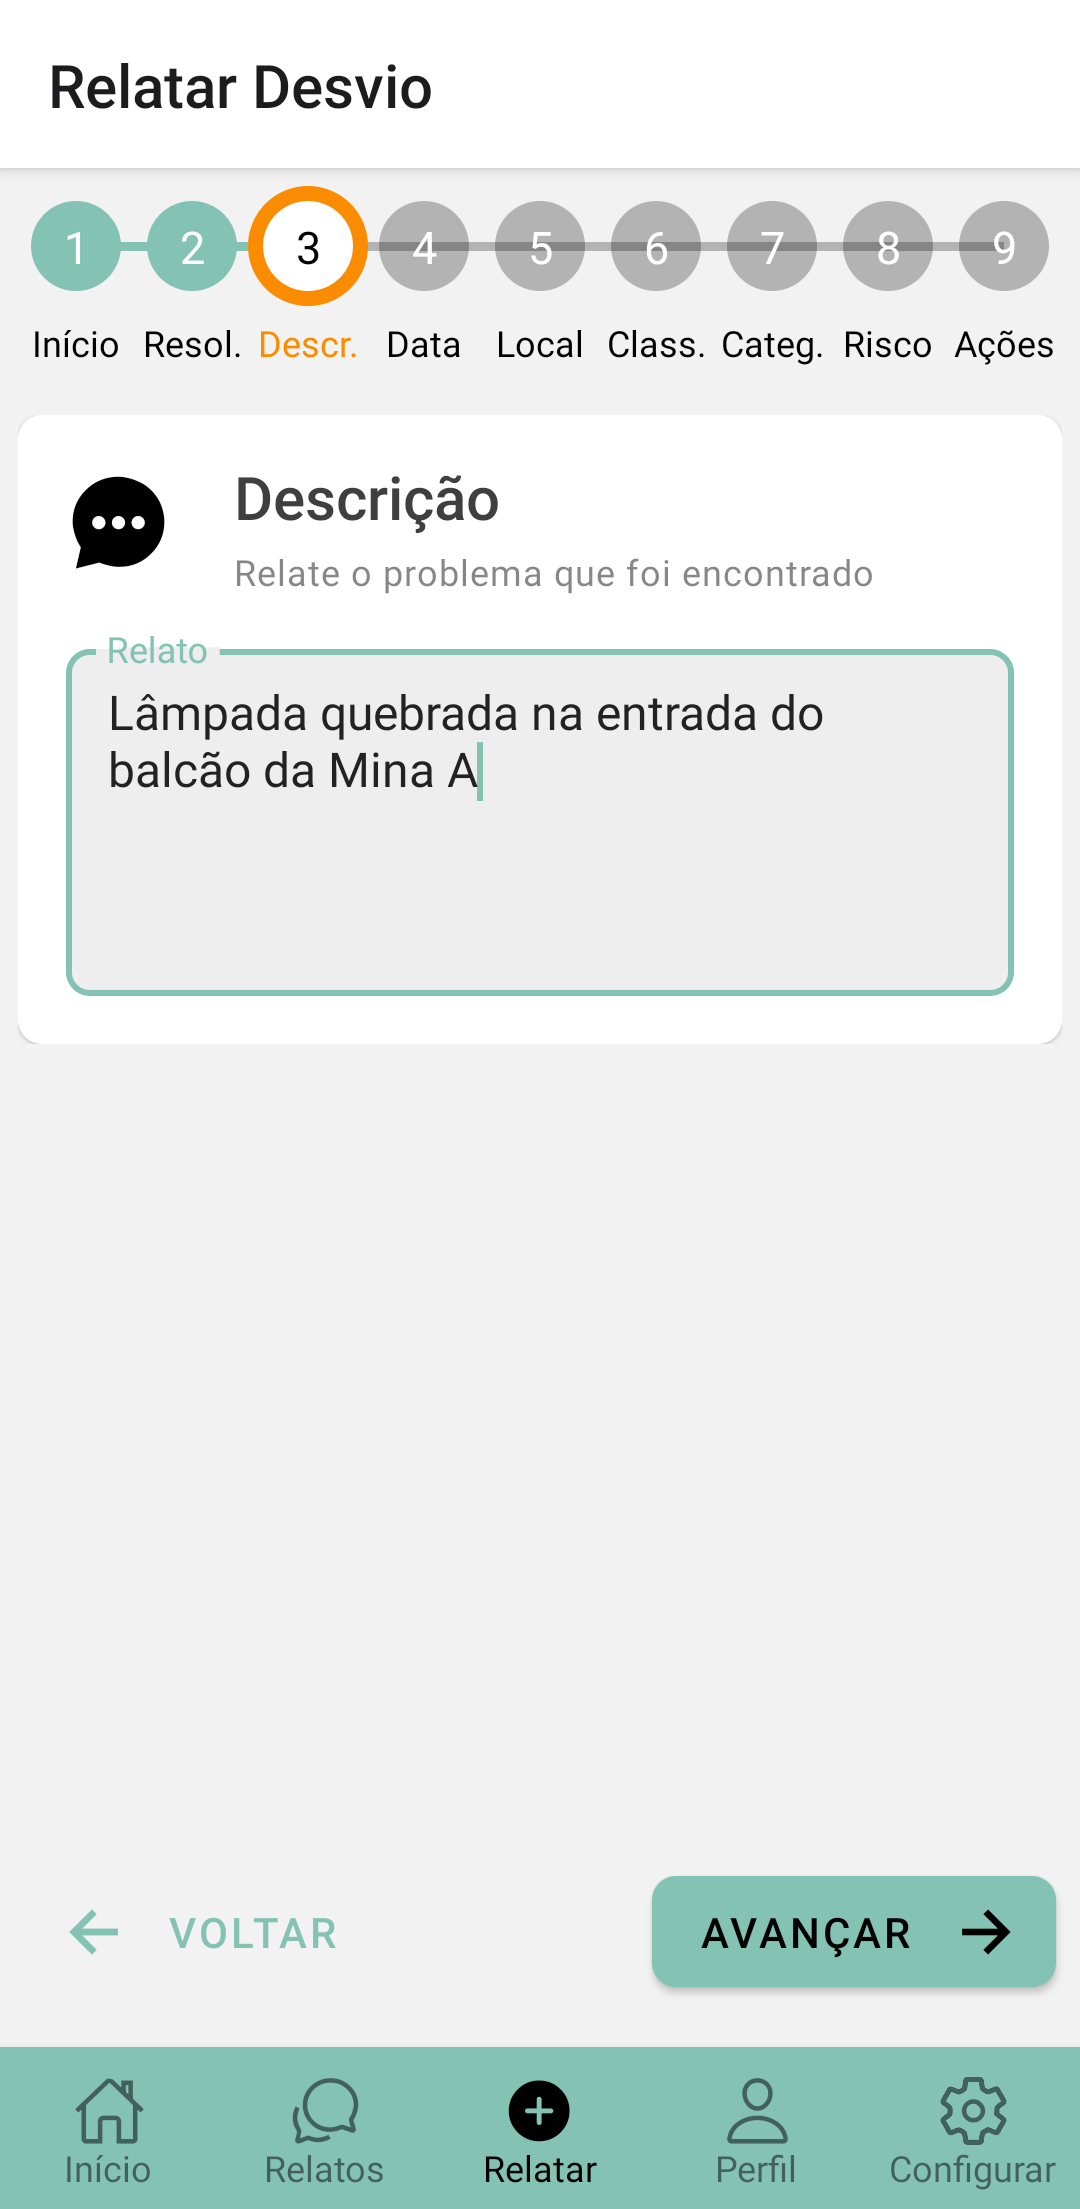 Relatar Desvio
1 2 3 4 5 6 7 8 9
Início Resol. Descr. Data Local Class. Categ. Risco Ações
Descrição
Relate o problema que foi encontrado
Relato
Lâmpada quebrada na entrada do
balcão da Mina A
VOLTAR AVANÇAR
Início Relatos Relatar Perfil Configurar